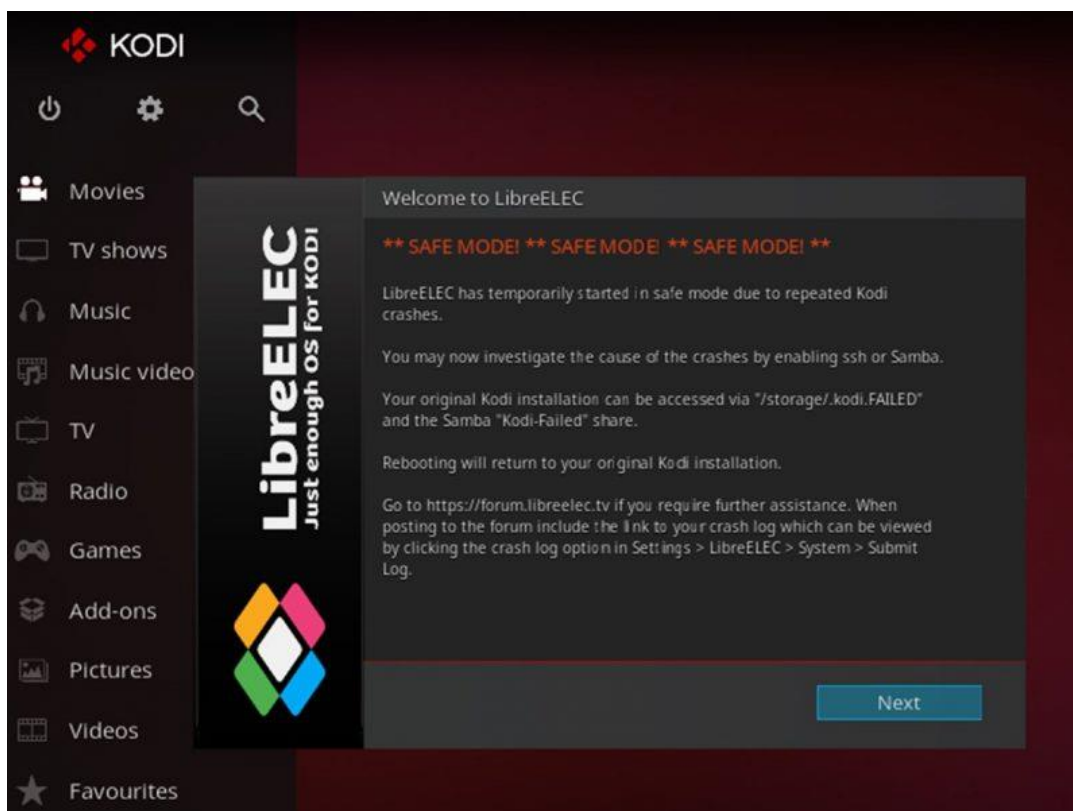 KODI
Movies
TV shows
Music
Music video
TV
Radio
Games
Add-ons
Pictures
Videos
Favourites
LibreELEC
Just enough OS for KODI
Welcome to LibreELEC
** SAFE MODE! ** SAFE MODE! ** SAFE MODE! **
LibreELEC has temporarily started in safe mode due to repeated Kodi
crashes.
You may now investigate the cause of the crashes by enabling ssh or Samba.
Your original Kodi installation can be accessed via "/storage/.kodi.FAILED"
and the Samba "Kodi-Failed" share.
Rebooting will return to your original Kodi installation.
Go to https://forum.libreelec.tv if you require further assistance. When
posting to the forum include the link to your crash log which can be viewed
by clicking the crash log option in Settings > LibreELEC > System > Submit
Log.
Next